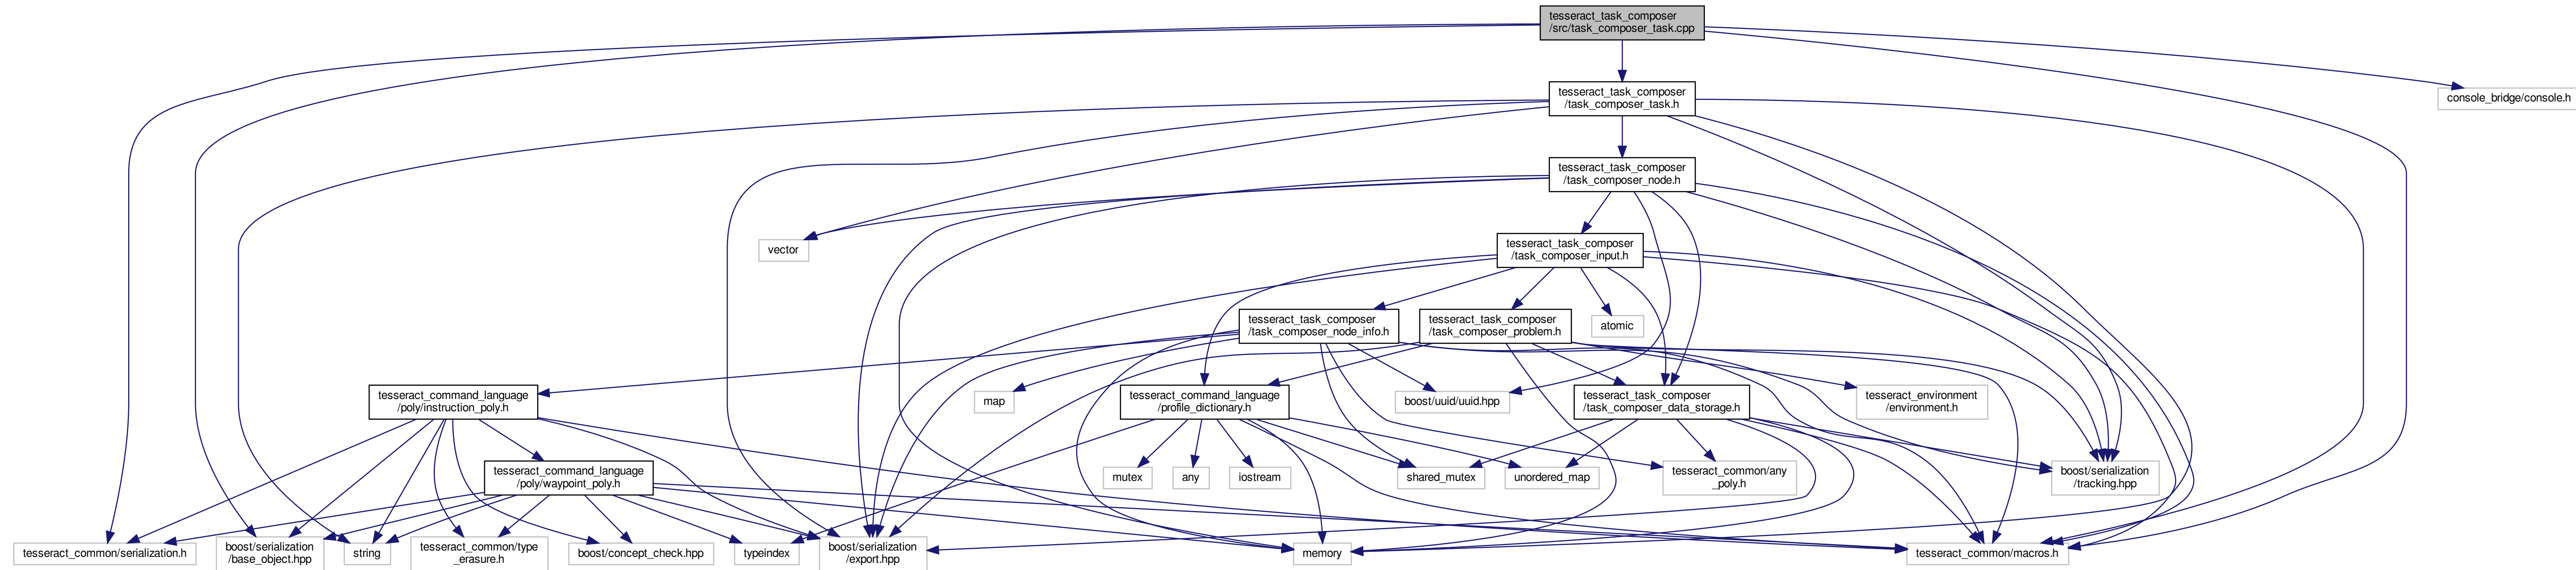 tesseract_task_composer
/src/task_composer_task.cpp
tesseract_task_composer
/task_composer_task.h
console_bridge/console.h
tesseract_task_composer
/task_composer_node.h
vector
tesseract_task_composer
/task_composer_input.h
tesseract_task_composer
/task_composer_node_info.h
tesseract_task_composer
/task_composer_problem.h
atomic
tesseract_command_language
/poly/instruction_poly.h
map
tesseract_command_language
/profile_dictionary.h
boost/uuid/uuid.hpp
tesseract_task_composer
/task_composer_data_storage.h
tesseract_environment
/environment.h
tesseract_command_language
/poly/waypoint_poly.h
mutex
any
iostream
shared_mutex
unordered_map
tesseract_common/any
_poly.h
boost/serialization
/tracking.hpp
tesseract_common/serialization.h
boost/serialization
/base_object.hpp
string
tesseract_common/type
_erasure.h
boost/concept_check.hpp
typeindex
boost/serialization
/export.hpp
memory
tesseract_common/macros.h